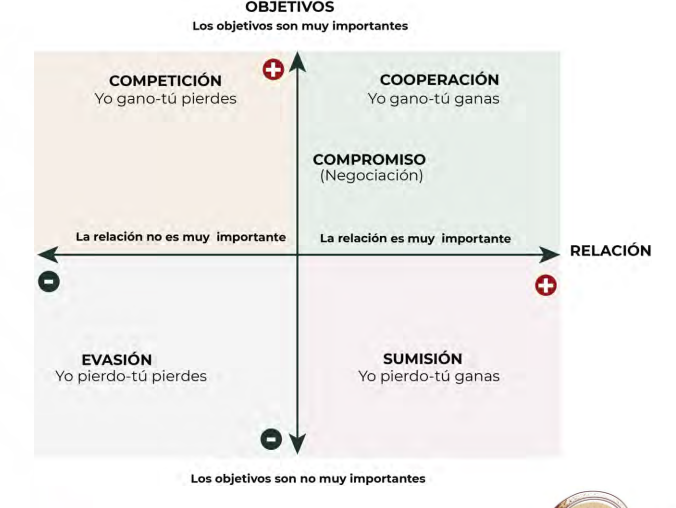 OBJETIVOS
Los objetivos son muy importantes
COMPETICIÓN
Yo gano-tú pierdes
COOPERACIÓN
Yo gano-tú ganas
COMPROMISO
(Negociación)
La relación no es muy importante
La relación es muy importante
RELACIÓN
EVASIÓN
Yo pierdo-tú pierdes
SUMISIÓN
Yo pierdo-tú ganas
Los objetivos son no muy importantes